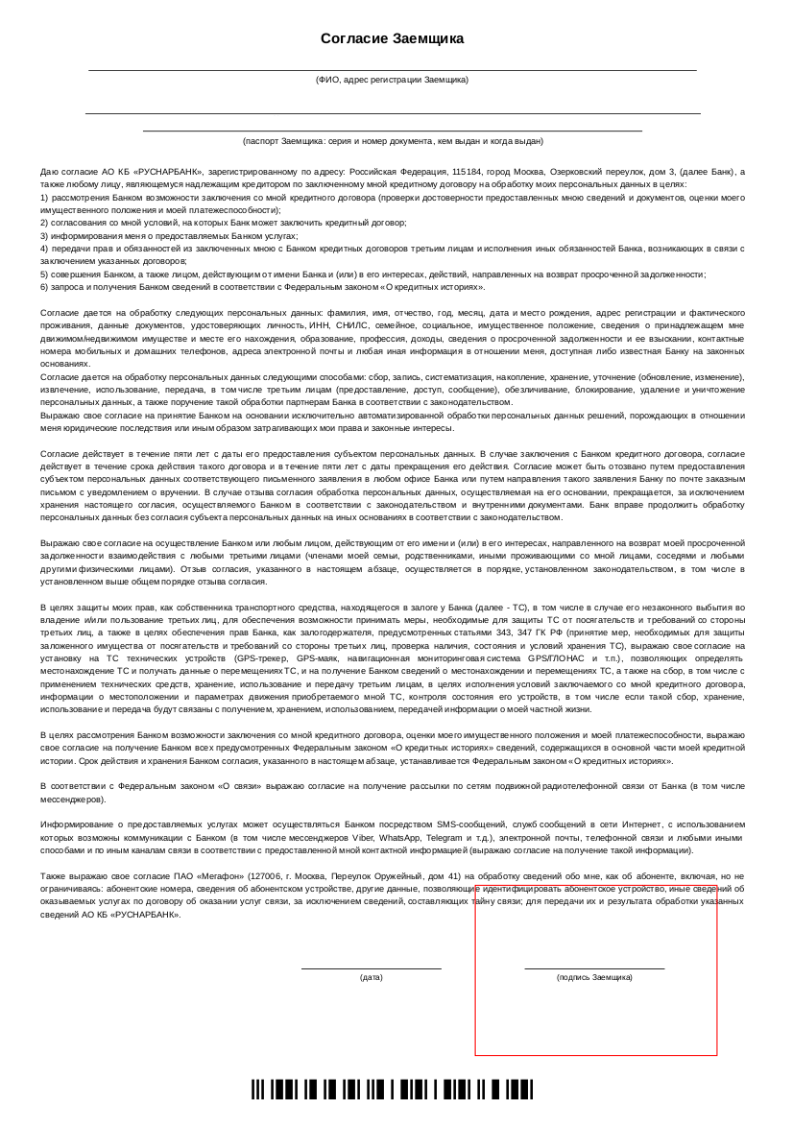 Согласие Заемщика
(ФИО, адрес регистрации Заемщика)
(паспорт Заемщика: серия и номер документа, кем выдан и когда выдан)
Даю согласие АО КБ «РУСНАРБАНК», зарегистрированному по адресу: Российская Федерация, 115184, город Москва, Озерковский переулок, дом 3, (далее Банк), а
также любому лицу, являющемуся надлежащим кредитором по заключенному мной кредитному договору на обработку моих персональных данных в целях:
1) рассмотрения Банком возможности заключения со мной кредитного договора (проверки достоверности предоставленных мною сведений и документов, оценки моего
имущественного положения и моей платежеспособности);
2) согласования со мной условий, на которых Банк может заключить кредитный договор;
3) информирования меня о предоставляемых Банком услугах;
4) передачи прав и обязанностей из заключенных мною с Банком кредитных договоров третьим лицам и исполнения иных обязанностей Банка, возникающих в связи с
заключением указанных договоров;
5) совершения Банком, а также лицом, действующим от имени Банка и (или) в его интересах, действий, направленных на возврат просроченной задолженности;
6) запроса и получения Банком сведений в соответствии с Федеральным законом «О кредитных историях».
Согласие дается на обработку следующих персональных данных: фамилия, имя, отчество, год, месяц, дата и место рождения, адрес регистрации и фактического
проживания, данные документов, удостоверяющих личность, ИНН, СНИЛС, семейное, социальное, имущественное положение, сведения о принадлежащем мне
движимом/недвижимом имуществе и месте его нахождения, образование, профессия, доходы, сведения о просроченной задолженности и ее взыскании, контактные
номера мобильных и домашних телефонов, адреса электронной почты и любая иная информация в отношении меня, доступная либо известная Банку на законных
основаниях.
Согласие дается на обработку персональных данных следующими способами: сбор, запись, систематизация, накопление, хранение, уточнение (обновление, изменение),
извлечение, использование, передача, в том числе третьим лицам (предоставление, доступ, сообщение), обезличивание, блокирование, удаление и уничтожение
персональных данных, а также поручение такой обработки партнерам Банка в соответствии с законодательством.
Выражаю свое согласие на принятие Банком на основании исключительно автоматизированной обработки персональных данных решений, порождающих в отношении
меня юридические последствия или иным образом затрагивающих мои права и законные интересы.
Согласие действует в течение пяти лет с даты его предоставления субъектом персональных данных. В случае заключения с Банком кредитного договора, согласие
действует в течение срока действия такого договора и в течение пяти лет с даты прекращения его действия. Согласие может быть отозвано путем предоставления
субъектом персональных данных соответствующего письменного заявления в любом офисе Банка или путем направления такого заявления Банку по почте заказным
письмом с уведомлением о вручении. В случае отзыва согласия обработка персональных данных, осуществляемая на его основании, прекращается, за исключением
хранения настоящего согласия, осуществляемого Банком в соответствии с законодательством и внутренними документами. Банк вправе продолжить обработку
персональных данных без согласия субъекта персональных данных на иных основаниях в соответствии с законодательством.
Выражаю свое согласие на осуществление Банком или любым лицом, действующим от его имени и (или) в его интересах, направленного на возврат моей просроченной
задолженности взаимодействия с любыми третьими лицами (членами моей семьи, родственниками, иными проживающими со мной лицами, соседями и любыми
другими физическими лицами). Отзыв согласия, указанного в настоящем абзаце, осуществляется в порядке, установленном законодательством, в том числе в
установленном выше общем порядке отзыва согласия.
В целях защиты моих прав, как собственника транспортного средства, находящегося в залоге у Банка (далее - ТС), в том числе в случае его незаконного выбытия во
владение и/или пользование третьих лиц, для обеспечения возможности принимать меры, необходимые для защиты ТС от посягательств и требований со стороны
третьих лиц, а также в целях обеспечения прав Банка, как залогодержателя, предусмотренных статьями 343, 347 ГК РФ (принятие мер, необходимых для защиты
заложенного имущества от посягательств и требований со стороны третьих лиц, проверка наличия, состояния и условий хранения ТС), выражаю свое согласие на
установку на ТС технических устройств (GPS-трекер, GPS-маяк, навигационная мониторинговая система GPS/ГЛОНАС и т.п.), позволяющих определять
местонахождение ТС и получать данные о перемещениях ТС, и на получение Банком сведений о местонахождении и перемещениях ТС, а также на сбор, в том числе с
применением технических средств, хранение, использование и передачу третьим лицам, в целях исполнения условий заключаемого со мной кредитного договора,
информации о местоположении и параметрах движения приобретаемого мной ТС, контроля состояния его устройств, в том числе если такой сбор, хранение,
использование и передача будут связаны с получением, хранением, использованием, передачей информации о моей частной жизни.
В целях рассмотрения Банком возможности заключения со мной кредитного договора, оценки моего имущественного положения и моей платежеспособности, выражаю
свое согласие на получение Банком всех предусмотренных Федеральным законом «О кредитных историях» сведений, содержащихся в основной части моей кредитной
истории. Срок действия и хранения Банком согласия, указанного в настоящем абзаце, устанавливается Федеральным законом «О кредитных историях».
В соответствии с Федеральным законом «О связи» выражаю согласие на получение рассылки по сетям подвижной радиотелефонной связи от Банка (в том числе
мессенджеров).
Информирование о предоставляемых услугах может осуществляться Банком посредством SMS-сообщений, служб сообщений в сети Интернет, с использованием
которых возможны коммуникации с Банком (в том числе мессенджеров Viber, WhatsApp, Telegram и т.д.), электронной почты, телефонной связи и любыми иными
способами и по иным каналам связи в соответствии с предоставленной мной контактной информацией (выражаю согласие на получение такой информации).
Также выражаю свое согласие ПАО «Мегафон» (127006, г. Москва, Переулок Оружейный, дом 41) на обработку сведений обо мне, как об абоненте, включая, но не
ограничиваясь: абонентские номера, сведения об абонентском устройстве, другие данные, позволяющие идентифицировать абонентское устройство, иные сведений об
оказываемых услугах по договору об оказании услуг связи, за исключением сведений, составляющих тайну связи; для передачи их и результата обработки указанных
сведений АО КБ «РУСНАРБАНК».
(дата)
(подпись Заемщика)